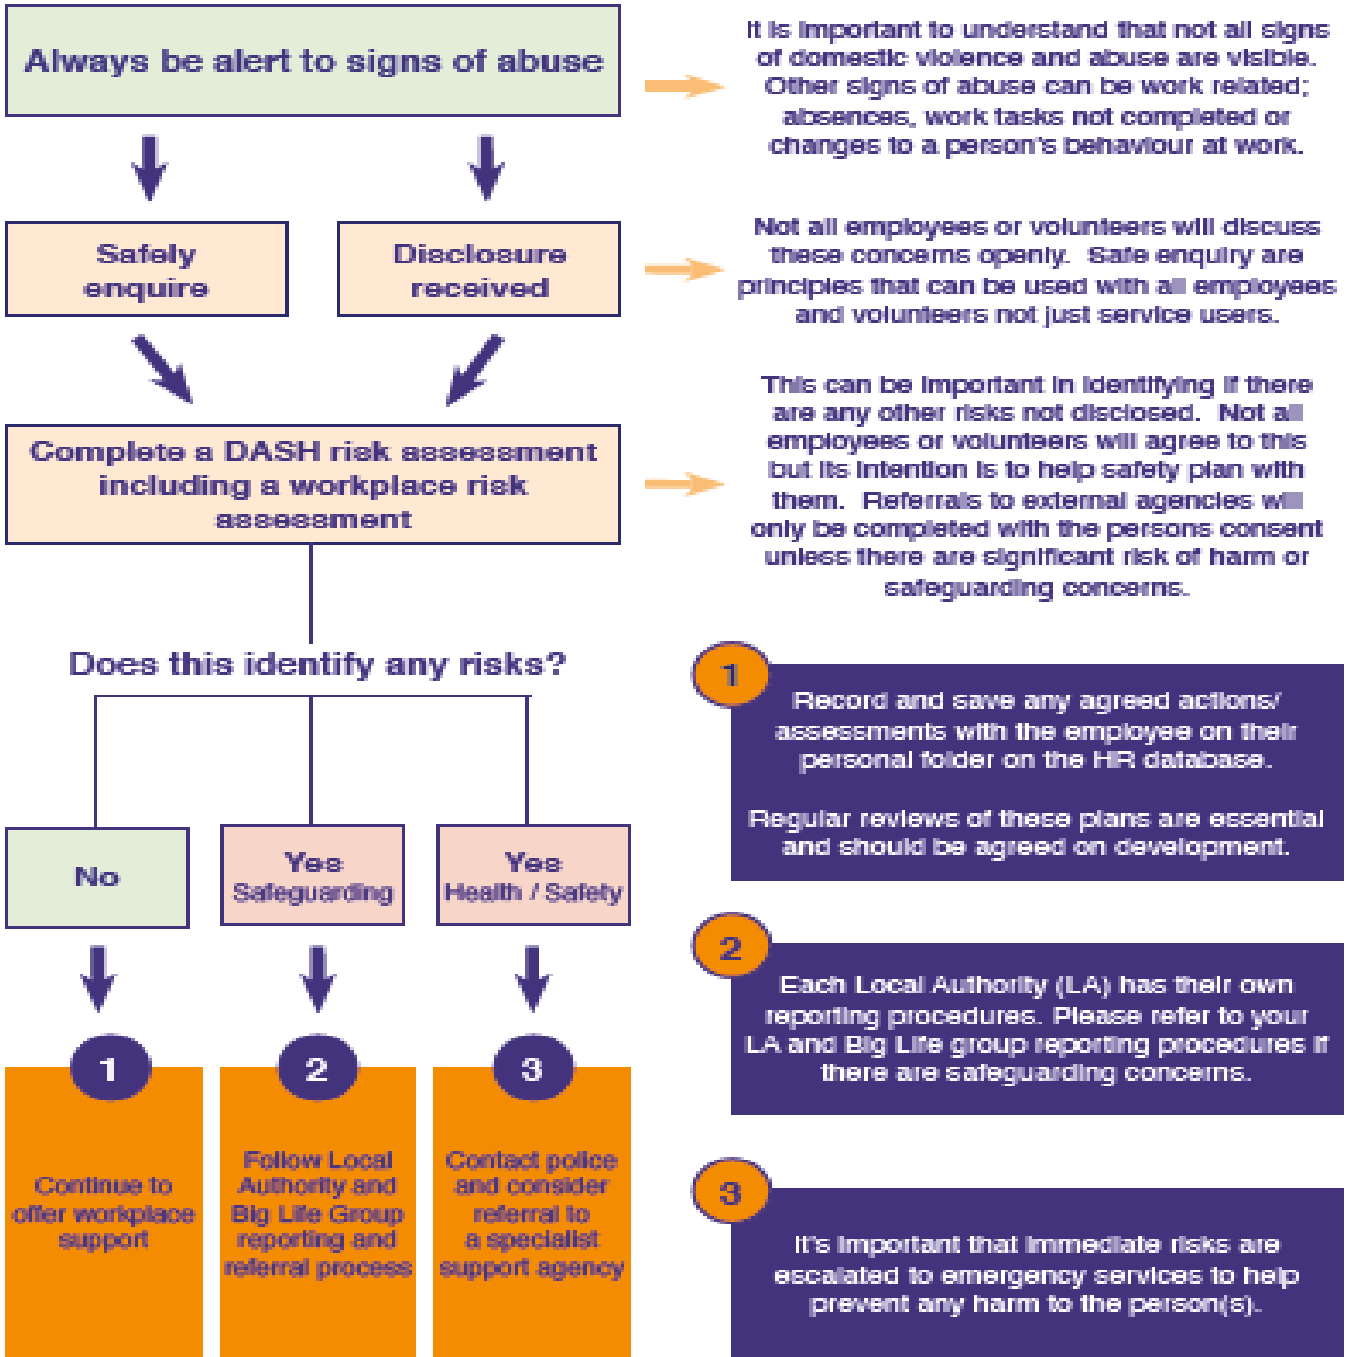 Always be alert to signs of abuse
It is important to understand that not all signs
of domestic violence and abuse are visible.
Other signs of abuse can be work related;
absences, work tasks not completed or
changes to a person's behaviour at work.
Safely
enquire
Disclosure
received
Not all employees or volunteers will discuss
these concerns openly. Safe enquiry are
principles that can be used with all employees
and volunteers not just service users.
Complete a DASH risk assessment
including a workplace risk
assessment
This can be important in identifying if there
are any other risks not disclosed. Not all
employees or volunteers will agree to this
but its intention is to help safety plan with
them. Referrals to external agencies will
only be completed with the persons consent
unless there are significant risk of harm or
safeguarding concerns.
Does this identify any risks?
No
Yes
Safeguarding
Yes
Health / Safety
1
Continue to
offer workplace
support
2
Follow Local
Authority and
Big Life Group
reporting and
referral process
3
Contact police
and consider
referral to
a specialist
support agency
1
Record and save any agreed actions/
assessments with the employee on their
personal folder on the HR database.
Regular reviews of these plans are essential
and should be agreed on development.
2
Each Local Authority (LA) has their own
reporting procedures. Please refer to your
LA and Big Life group reporting procedures if
there are safeguarding concerns.
3
It's important that immediate risks are
escalated to emergency services to help
prevent any harm to the person(s).